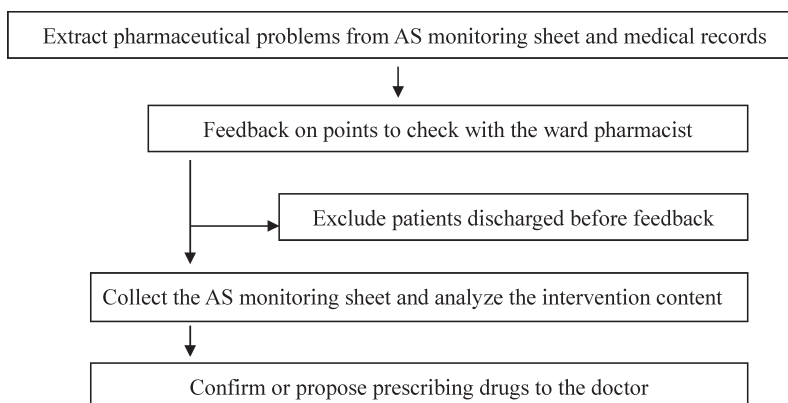 Extract pharmaceutical problems from AS monitoring sheet and medical records
Feedback on points to check with the ward pharmacist
Exclude patients discharged before feedback
Collect the AS monitoring sheet and analyze the intervention content
Confirm or propose prescribing drugs to the doctor